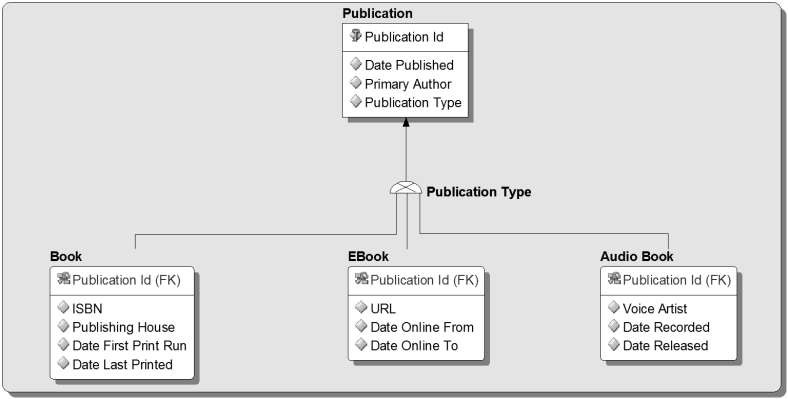 Publication
Publication Id
Date Published
Primary Author
Publication Type
Publication Type
Book
Publication Id (FK)
ISBN
Publishing House
Date First Print Run
Date Last Printed
EBook
Publication Id (FK)
URL
Date Online From
Date Online To
Audio Book
Publication Id (FK)
Voice Artist
Date Recorded
Date Released